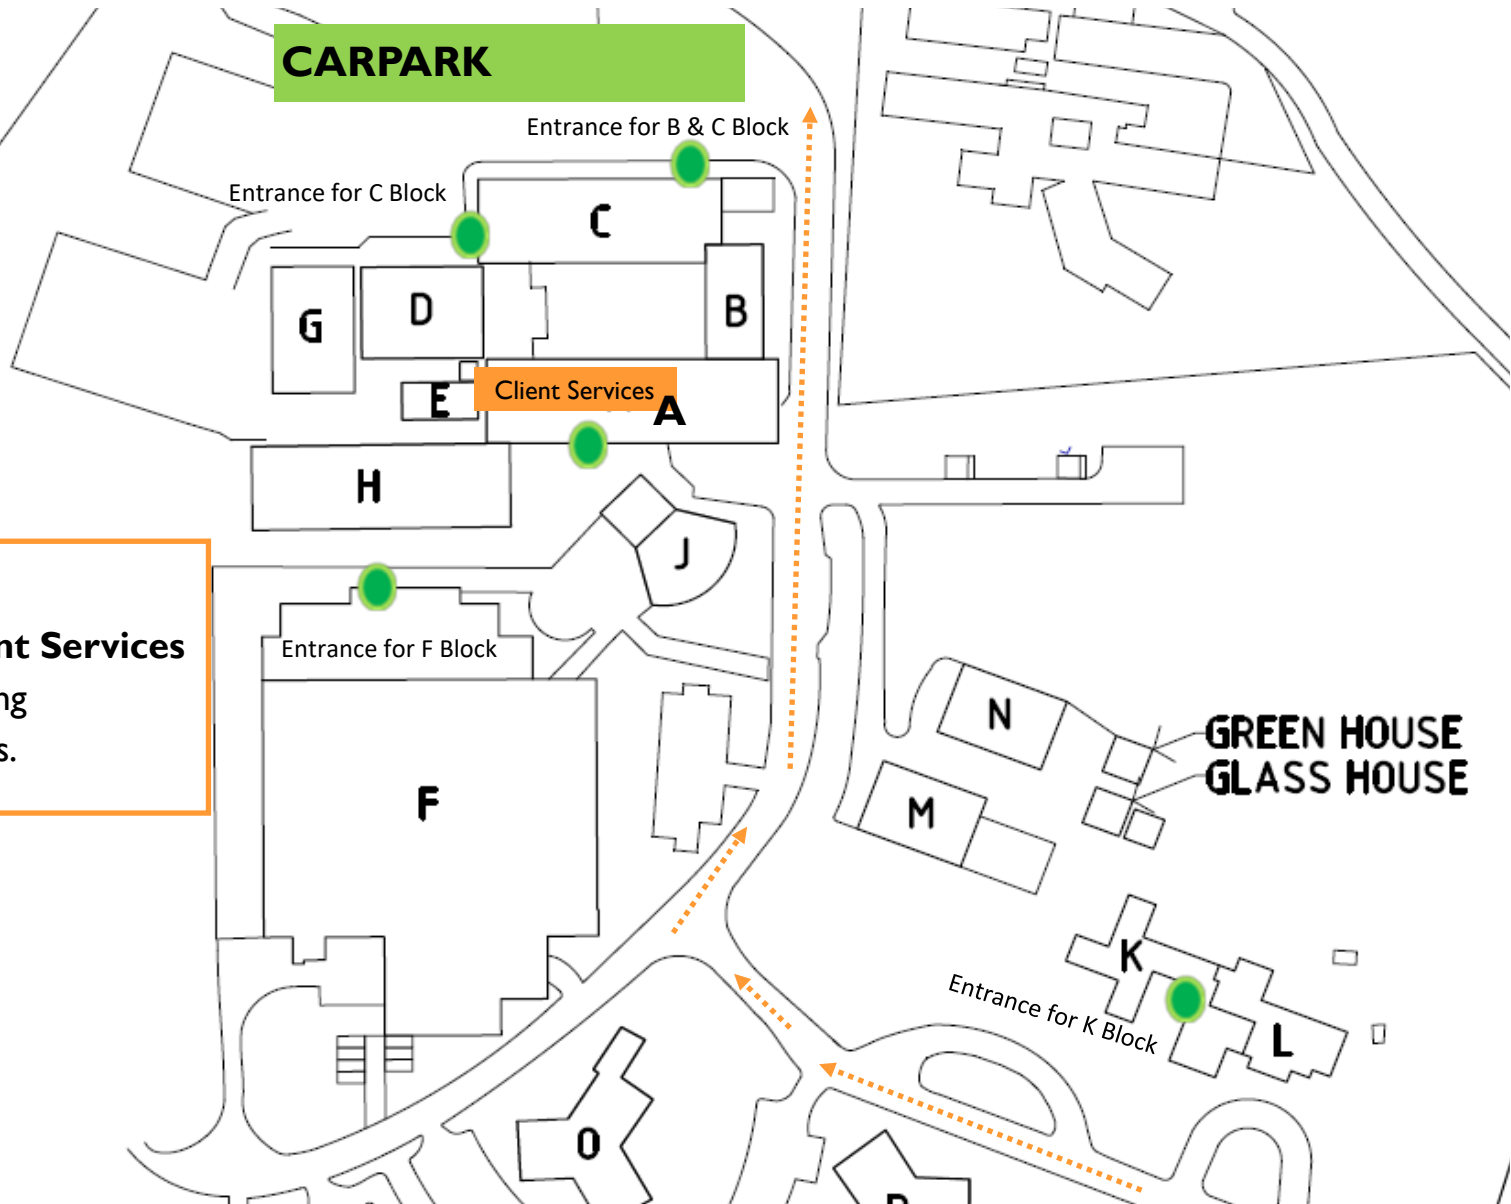 CARPARK
Entrance for B & C Block
Entrance for C Block
C
G
D
B
E
Client Services
A
H
J
nt Services
ng
s.
Entrance for F Block
F
N
GREEN HOUSE
GLASS HOUSE
M
K
Entrance for K Block
L
O